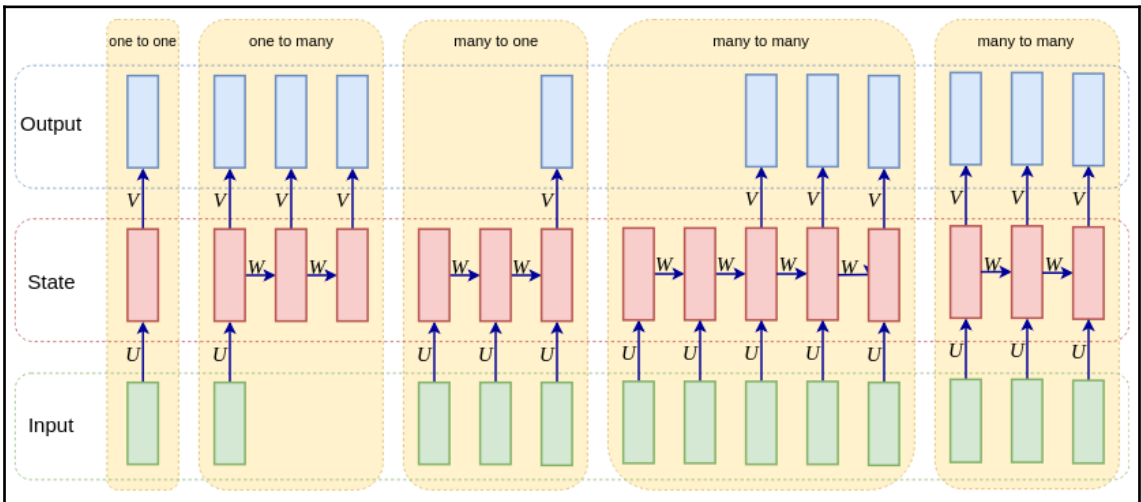 one to one one to many many to one many to many many to many
Output
V V V V V V V V V V V
State
W W W W W W W W W W
U U U U U U U U U U U U U
Input